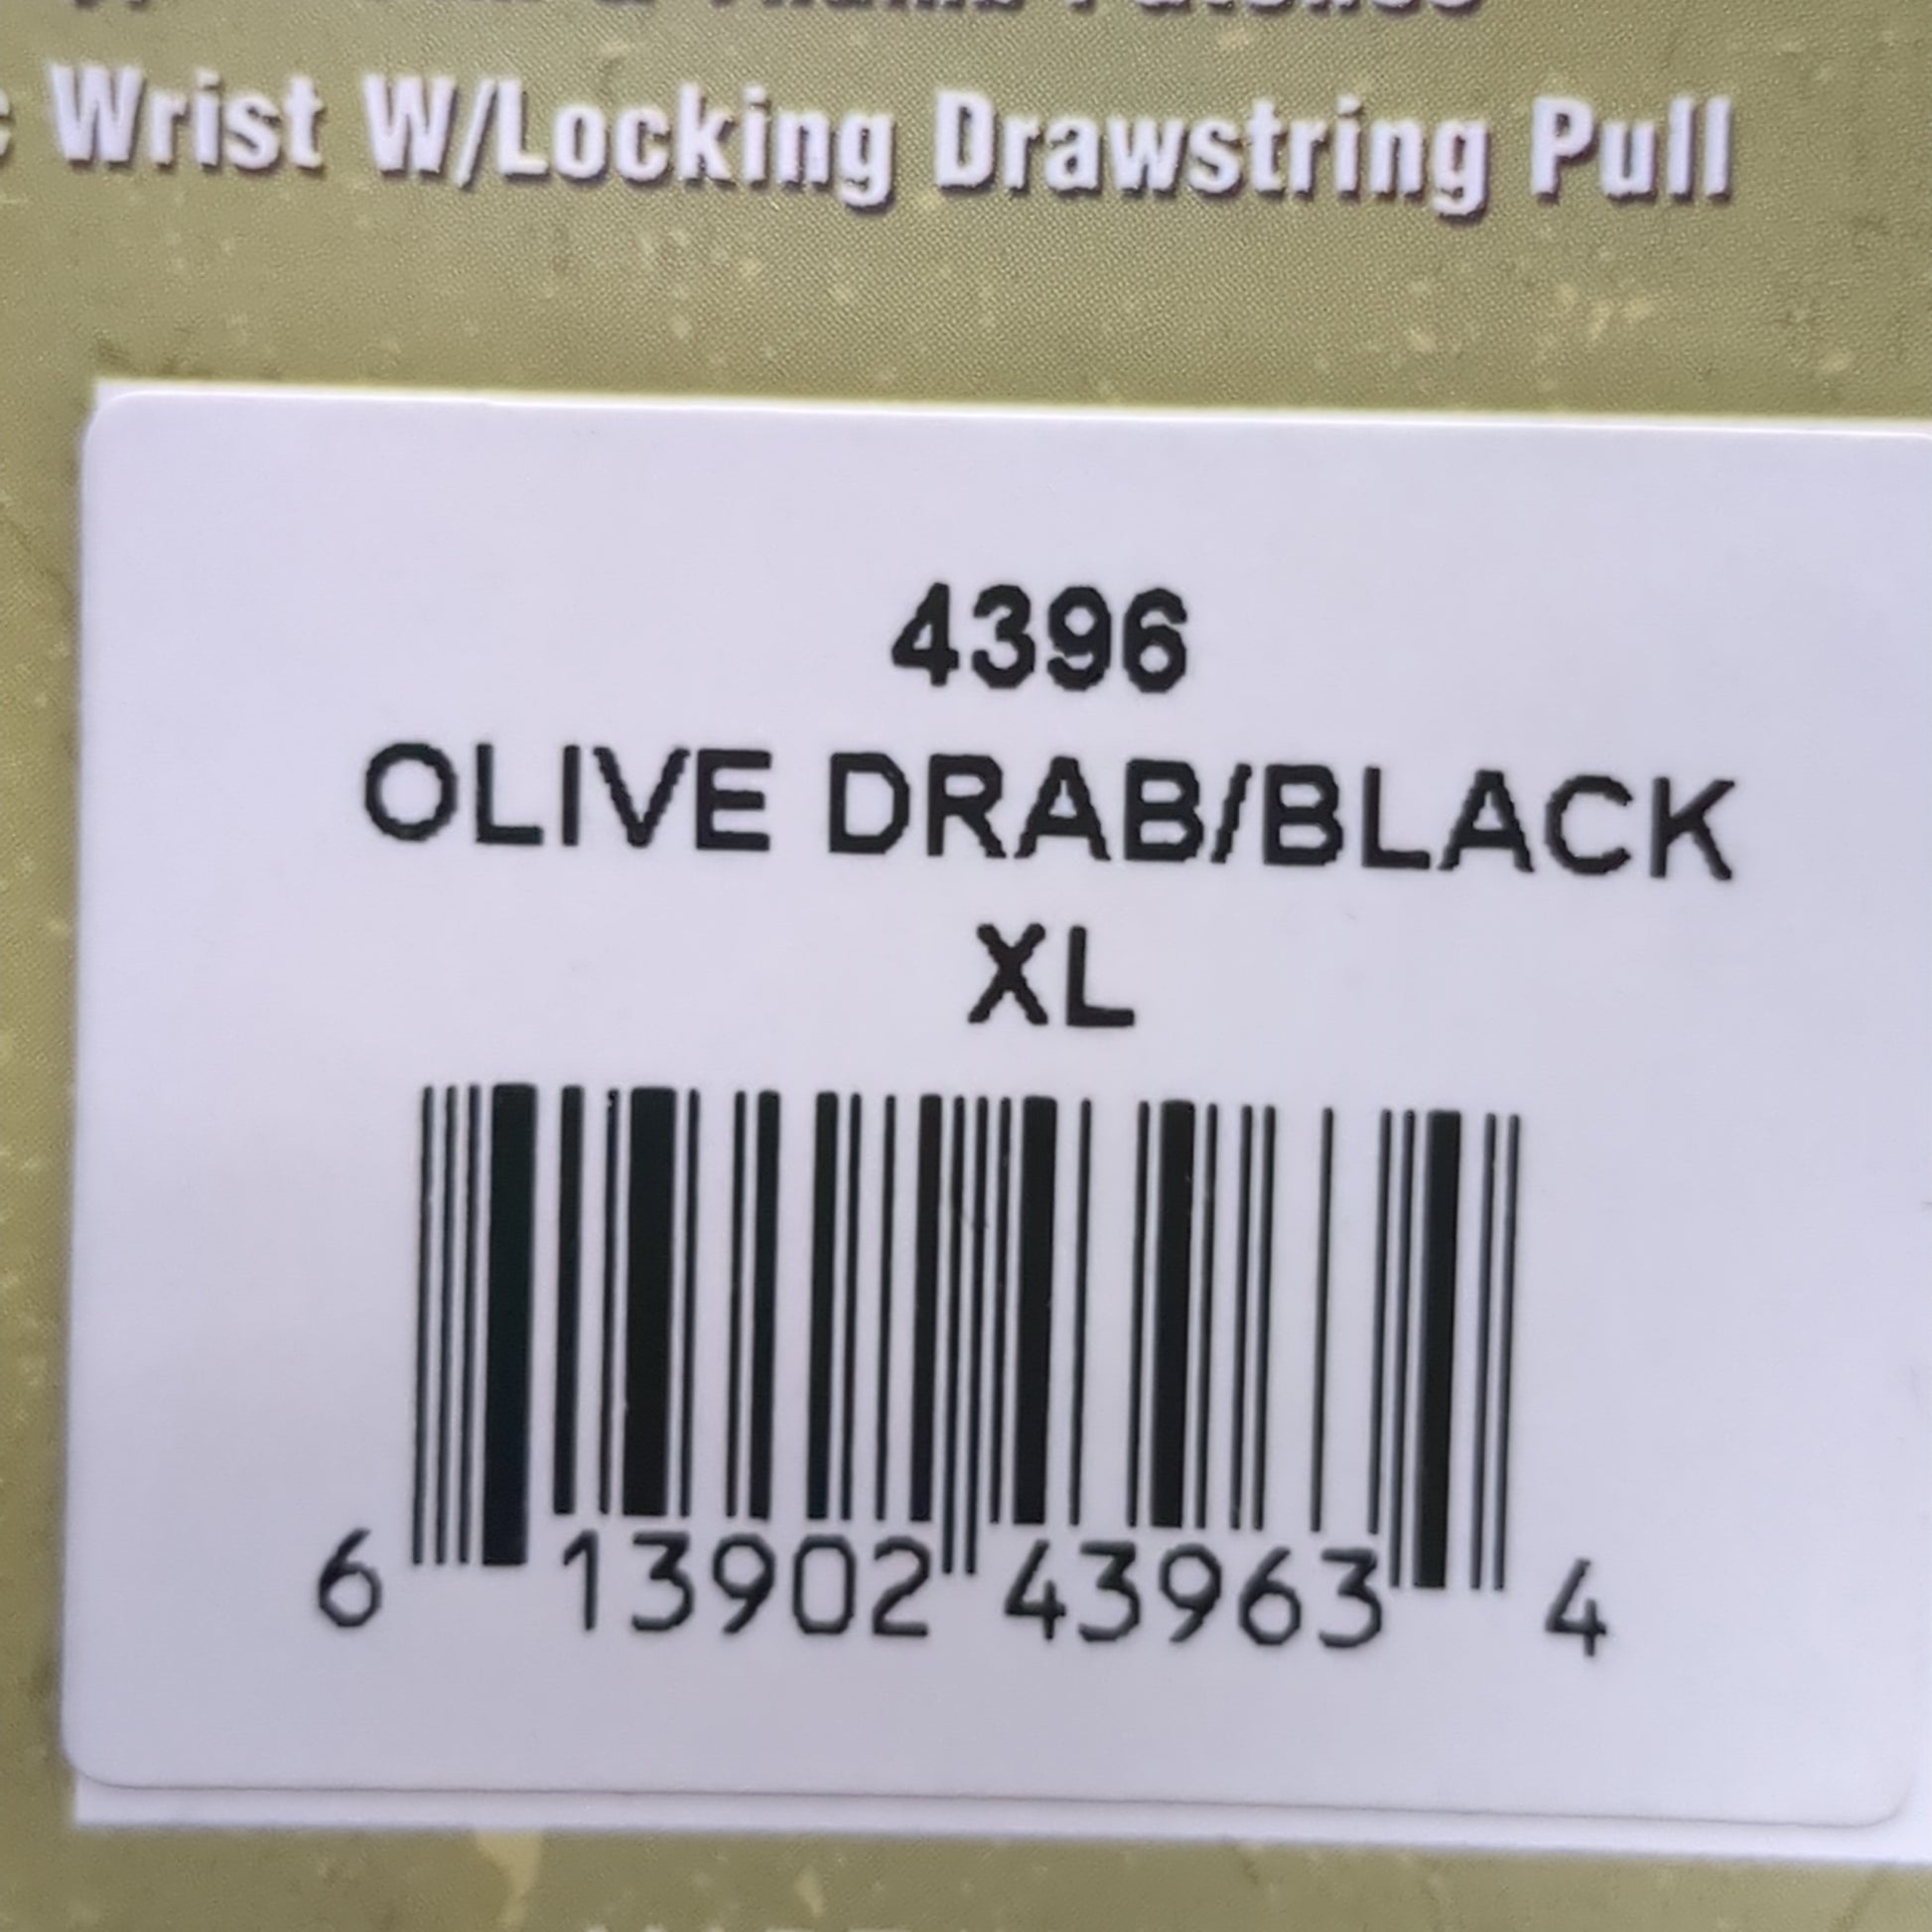 Wrist W/Locking Drawstring Pull
4396
OLIVE DRAB/BLACK
XL
6 13902 43963 4